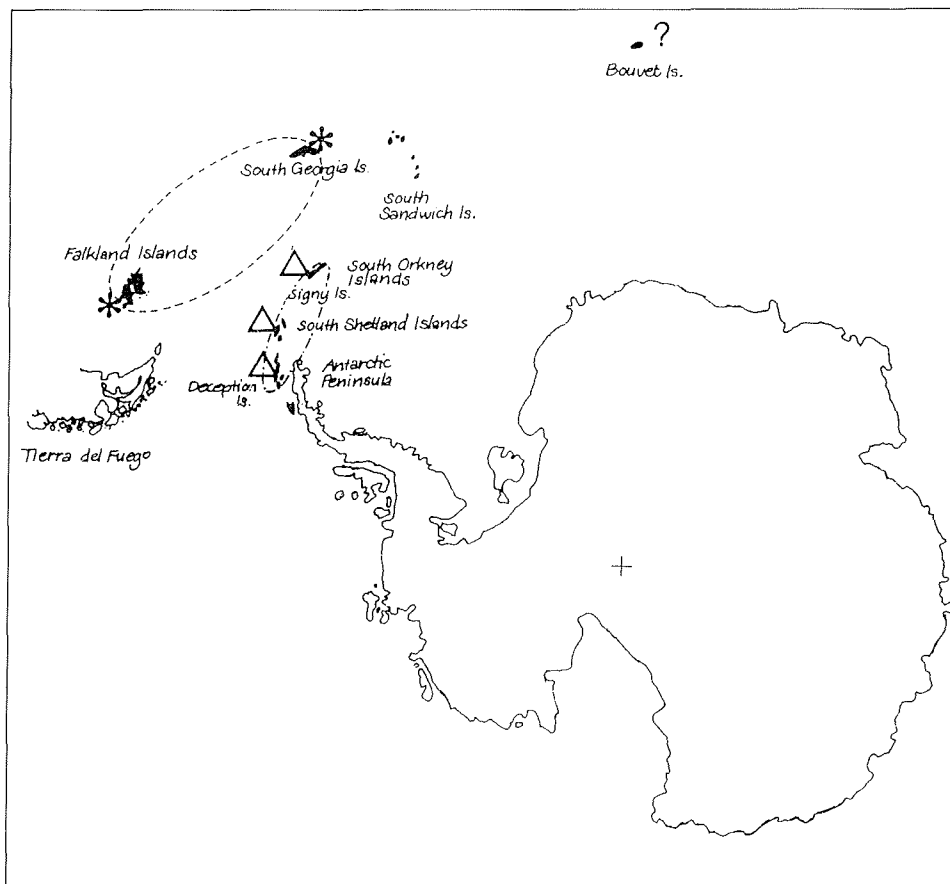 ?
Bouvet Is.
South Georgia Is.
South
Sandwich Is.
Falkland Islands
South Orkney
Islands
Signy Is.
South Shetland Islands
Antarctic
Peninsula
Deception
Is.
Tierra del Fuego